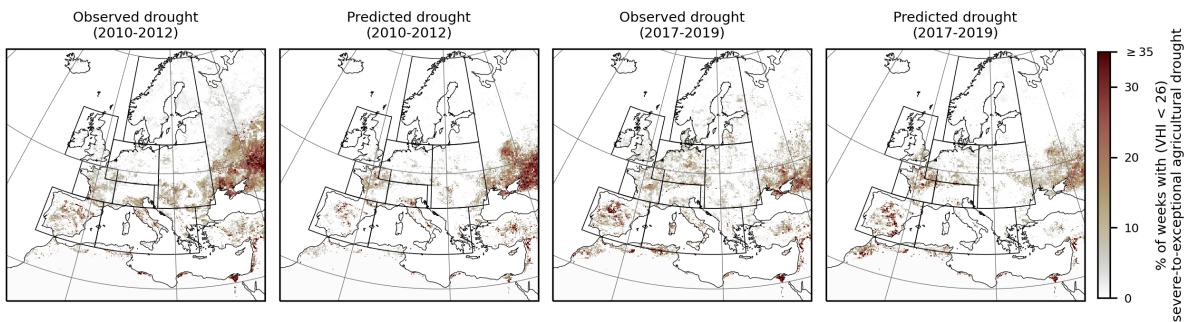 Observed drought
(2010-2012)
Predicted drought
(2010-2012)
Observed drought
(2017-2019)
Predicted drought
(2017-2019)
≥ 35
30
20
10
0
% of weeks with (VHI < 26)
severe-to-exceptional agricultural drought